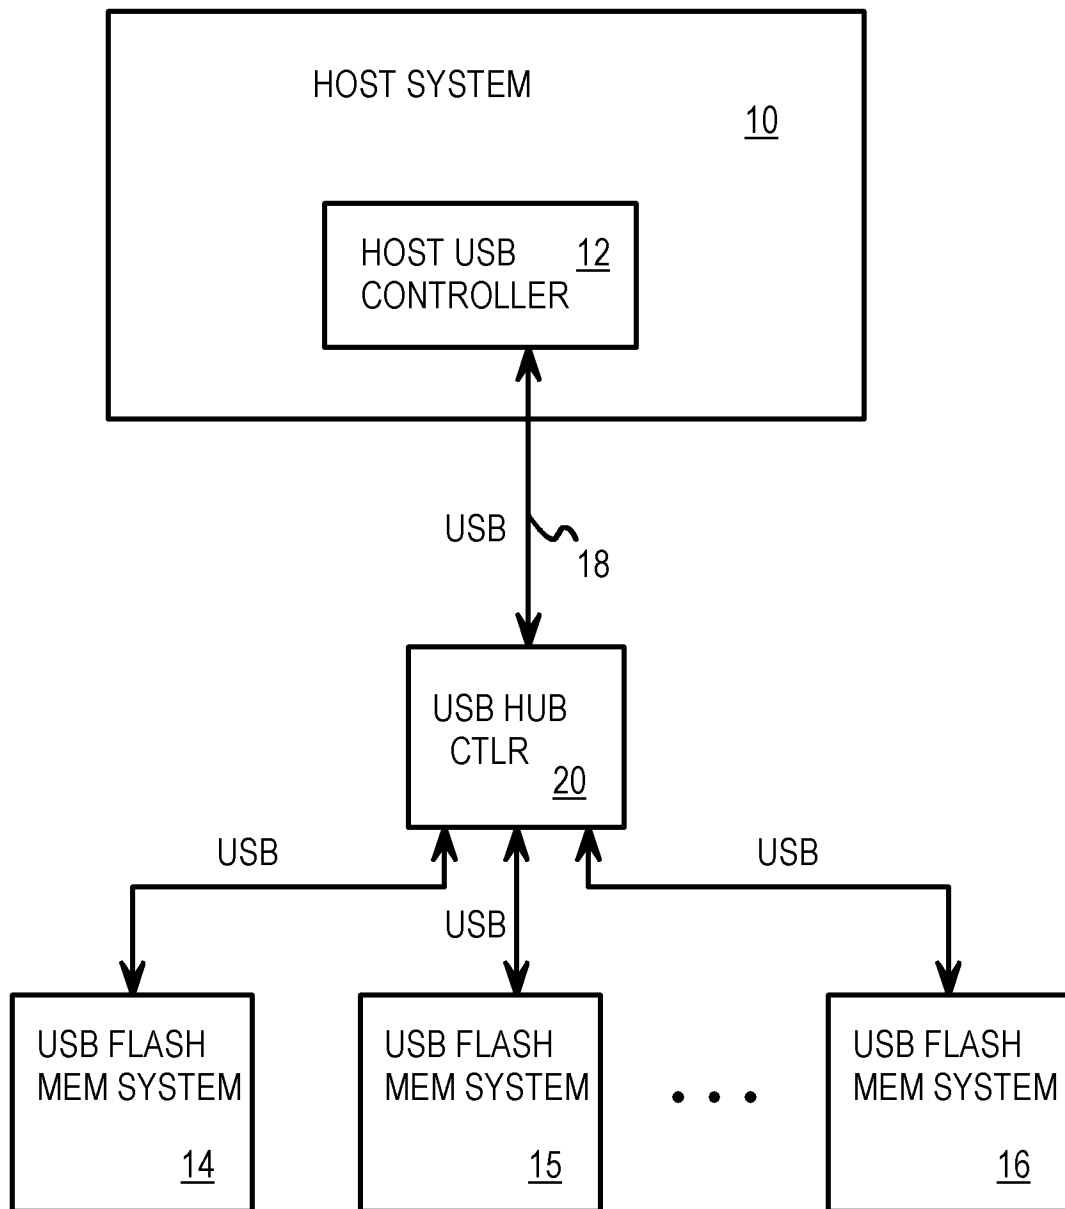 HOST SYSTEM
10
HOST USB 12
CONTROLLER
USB
18
USB HUB
CTLR
20
USB
USB
USB
USB FLASH
MEM SYSTEM
14
USB FLASH
MEM SYSTEM
15
USB FLASH
MEM SYSTEM
16